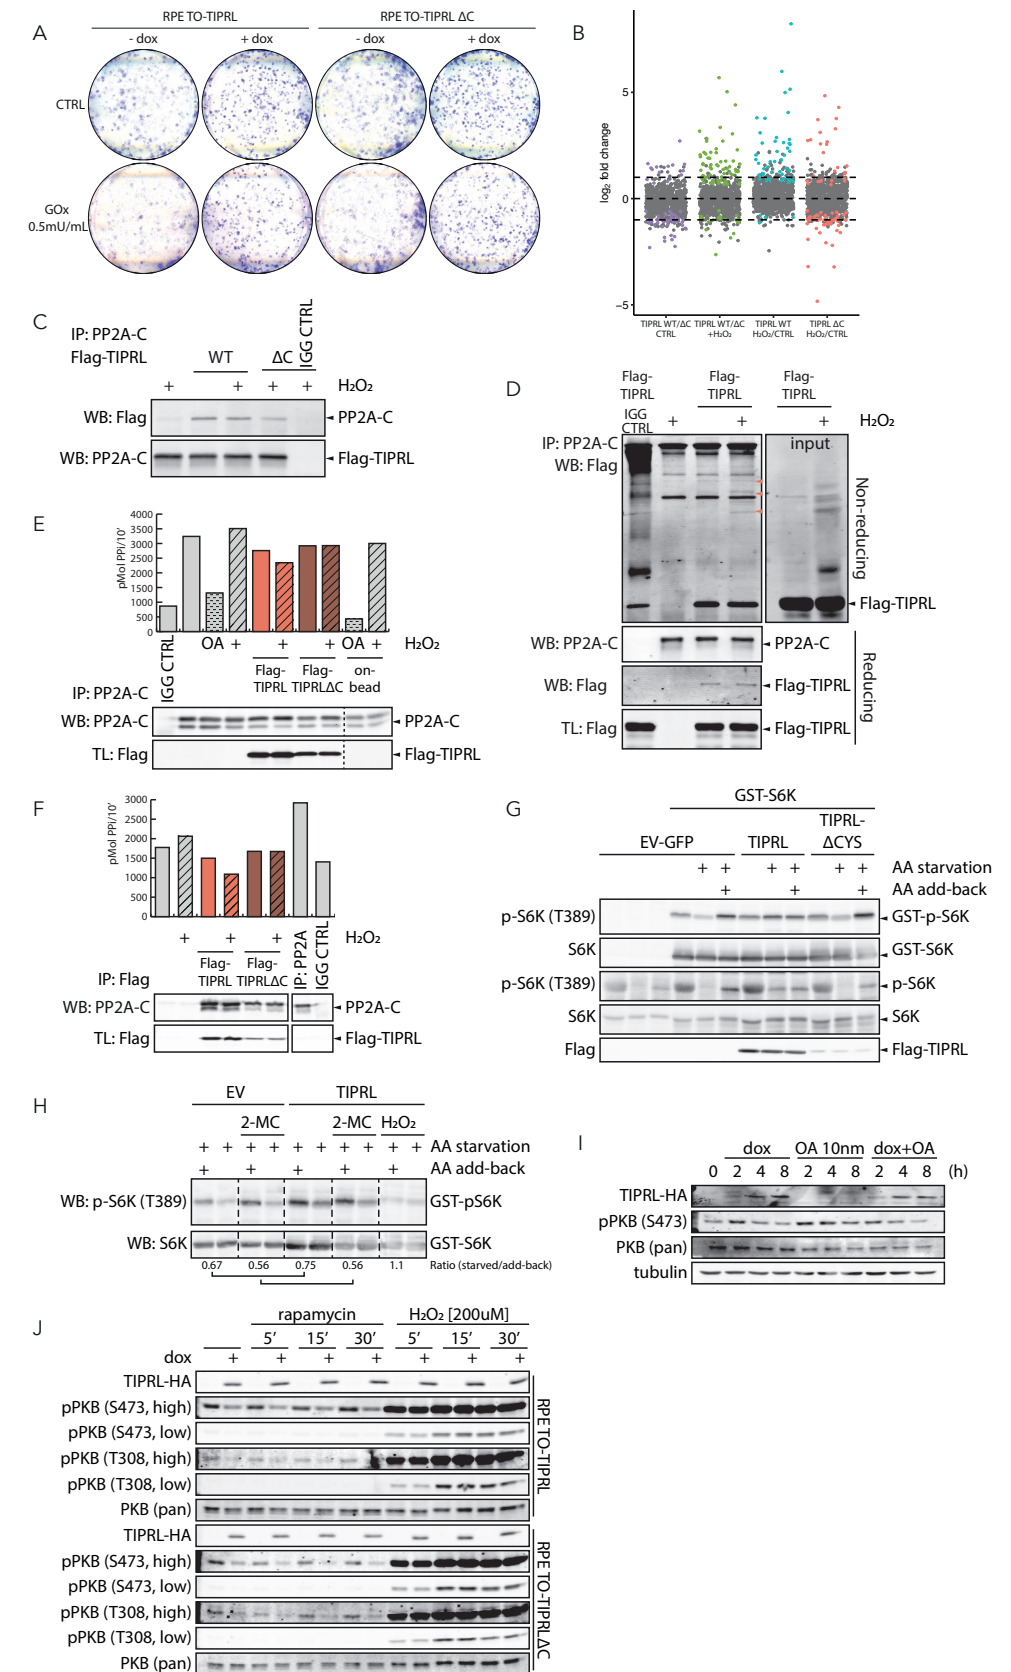 A
RPE TO-TIPRL
RPE TO-TIPRL ΔC
- dox
+ dox
- dox
+ dox
CTRL
GOx
0.5mU/mL
B
log₂ fold change
5
0
−5
TIPRL WT/ΔC
CTRL
TIPRL WT/ΔC
+H₂O₂
TIPRL WT
H₂O₂/CTRL
TIPRL ΔC
H₂O₂/CTRL
C
IP: PP2A-C
Flag-TIPRL
WT
ΔC
IGG CTRL
+ + + +
H₂O₂
WB: Flag
PP2A-C
WB: PP2A-C
Flag-TIPRL
D
Flag-
TIPRL
Flag-
TIPRL
Flag-
TIPRL
IGG
CTRL
+ + +
H₂O₂
IP: PP2A-C
WB: Flag
input
Non-reducing
Flag-TIPRL
WB: PP2A-C
PP2A-C
WB: Flag
Flag-TIPRL
TL: Flag
Flag-TIPRL
Reducing
E
pMol PPi/10'
4000
3500
3000
2500
2000
1500
1000
500
0
IGG CTRL
OA + + + OA +
H₂O₂
Flag-
TIPRL
Flag-
TIPRLΔC
on-
bead
IP: PP2A-C
WB: PP2A-C
PP2A-C
TL: Flag
Flag-TIPRL
F
pMol PPi/10'
3000
2500
2000
1500
1000
500
0
+ + +
IP: PP2A
IGG CTRL
H₂O₂
Flag-
TIPRL
Flag-
TIPRLΔC
IP: Flag
WB: PP2A-C
PP2A-C
TL: Flag
Flag-TIPRL
G
GST-S6K
EV-GFP
TIPRL
TIPRL-
ΔCYS
+ + + + + +
AA starvation
+ + +
AA add-back
p-S6K (T389)
GST-p-S6K
S6K
GST-S6K
p-S6K (T389)
p-S6K
S6K
S6K
Flag
Flag-TIPRL
H
EV
TIPRL
2-MC
2-MC
H₂O₂
+ + + + + + + + + +
AA starvation
+ + + + +
AA add-back
WB: p-S6K (T389)
GST-pS6K
WB: S6K
GST-S6K
0.67 0.56 0.75 0.56 1.1
Ratio (starved/add-back)
I
dox
OA 10nm
dox+OA
0 2 4 8 2 4 8 2 4 8 (h)
TIPRL-HA
pPKB (S473)
PKB (pan)
tubulin
J
rapamycin
H₂O₂ [200uM]
5' 15' 30' 5' 15' 30'
dox + + + + + + +
TIPRL-HA
pPKB (S473, high)
pPKB (S473, low)
pPKB (T308, high)
pPKB (T308, low)
PKB (pan)
RPE TO-TIPRL
TIPRL-HA
pPKB (S473, high)
pPKB (S473, low)
pPKB (T308, high)
pPKB (T308, low)
PKB (pan)
RPE TO-TIPRLΔC